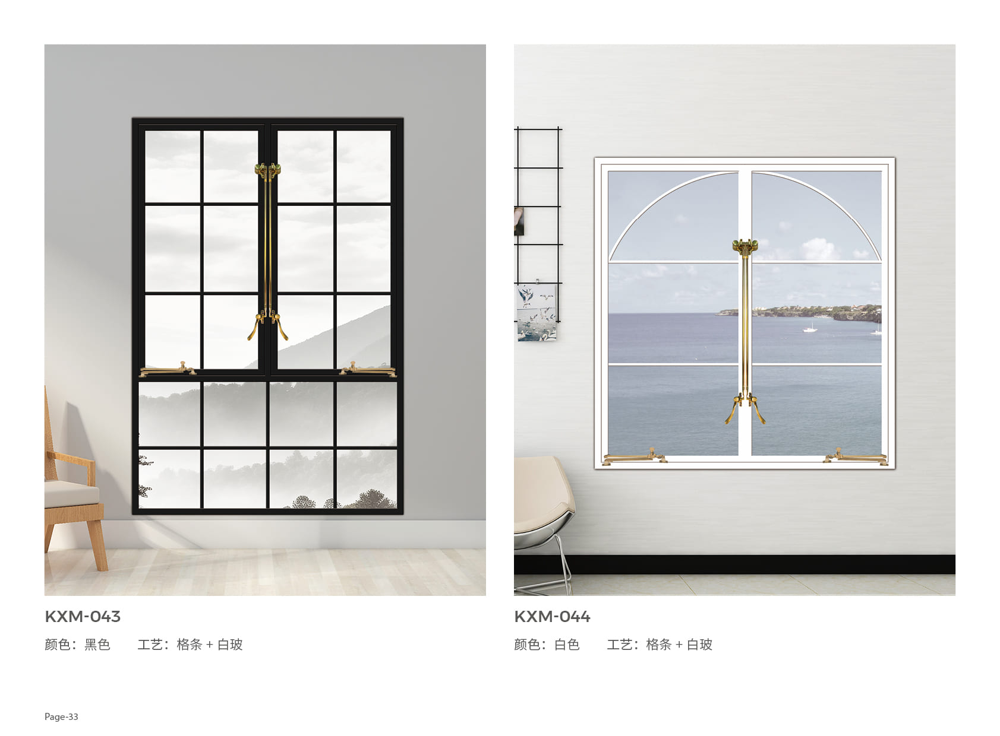 KXM-043
颜色：黑色 工艺：格条 + 白玻
KXM-044
颜色：白色 工艺：格条 + 白玻
Page-33